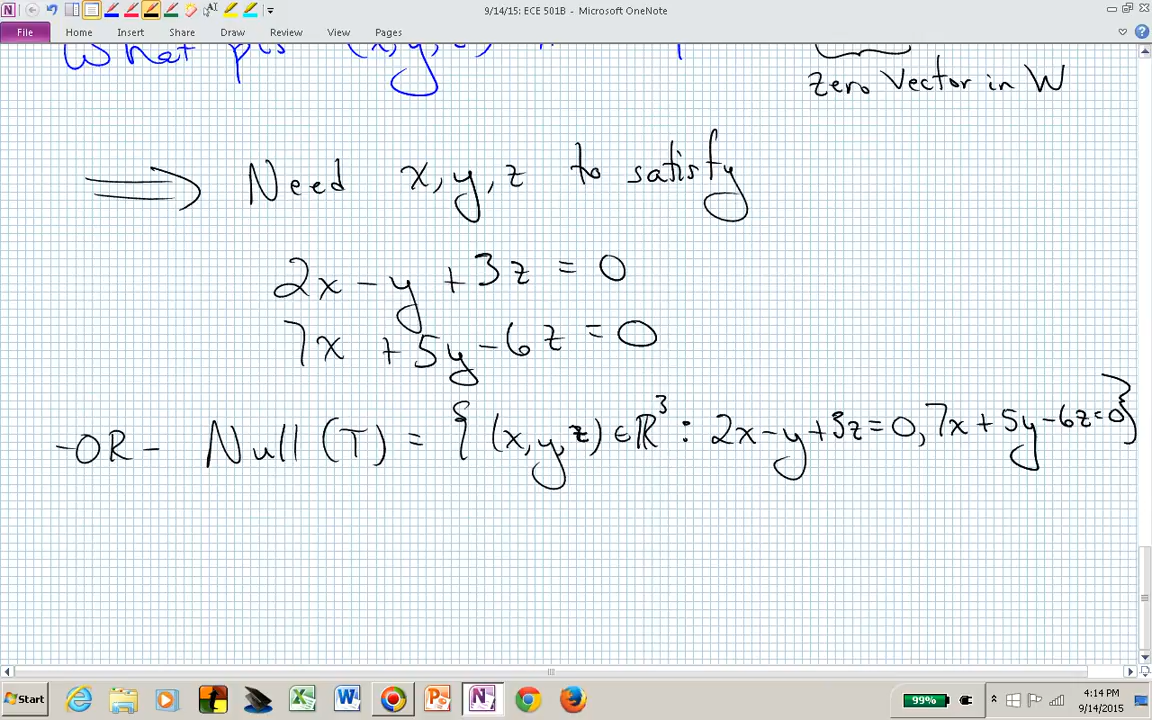 9/14/15: ECE 501B - Microsoft OneNote
File Home Insert Share Draw Review View Pages
What pts (x, y,
zero Vector in W
⟹ Need x, y, z to satisfy
2x - y + 3z = 0
7x + 5y - 6z = 0
-OR- Null (T) = { (x, y, z) ∈ ℝ³ : 2x - y + 3z = 0, 7x + 5y - 6z = 0 }
Start
99%
4:14 PM
9/14/2015